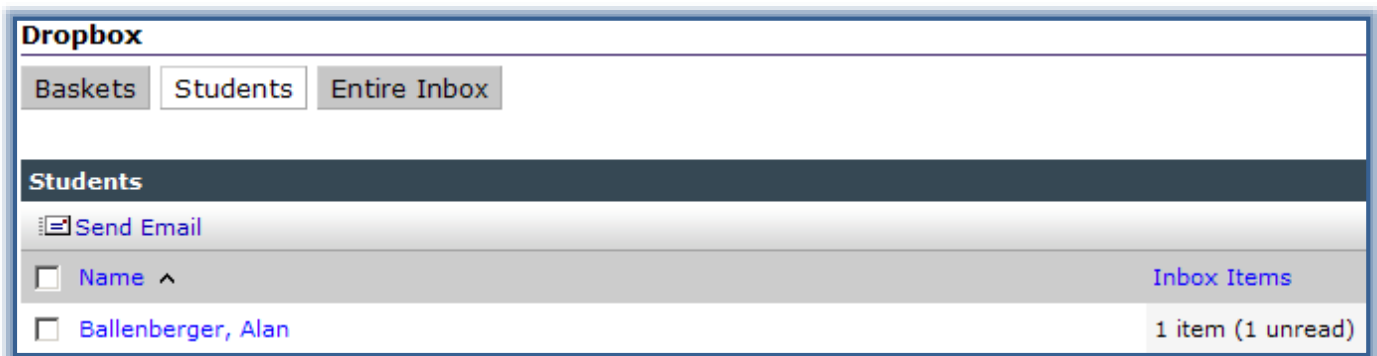 Dropbox
Baskets Students Entire Inbox
Students
Send Email
Name Inbox Items
Ballenberger, Alan 1 item (1 unread)